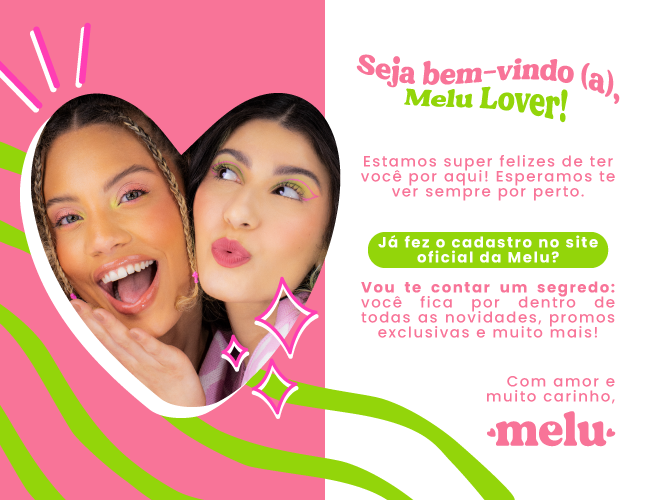 Seja bem-vindo (a),
Melu Lover!
Estamos super felizes de ter
você por aqui! Esperamos te
ver sempre por perto.
Já fez o cadastro no site
oficial da Melu?
Vou te contar um segredo:
você fica por dentro de
todas as novidades, promos
exclusivas e muito mais!
Com amor e
muito carinho,
melu